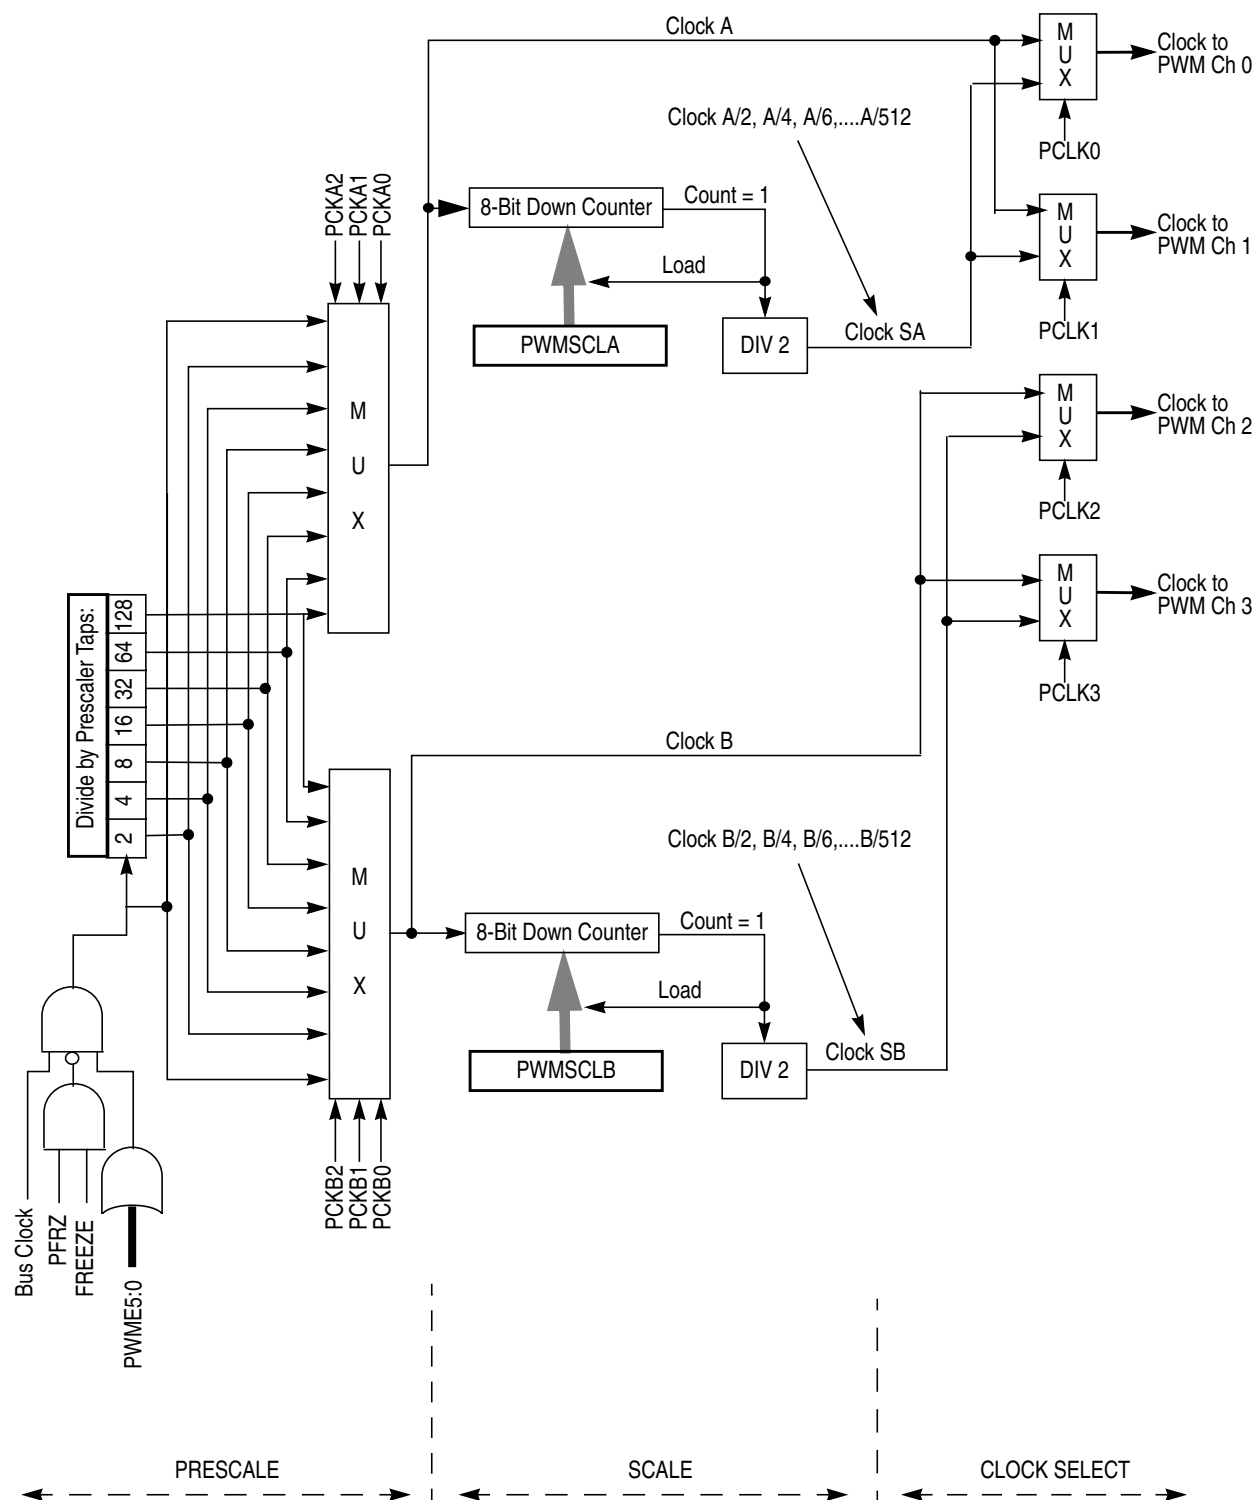 Clock A
M
U
X
Clock to
PWM Ch 0
PCLK0
Clock A/2, A/4, A/6,....A/512
PCKA2
PCKA1
PCKA0
8-Bit Down Counter
Count = 1
M
U
X
Clock to
PWM Ch 1
PCLK1
Load
PWMSCLA
DIV 2
Clock SA
M
U
X
M
U
X
Clock to
PWM Ch 2
PCLK2
M
U
X
Clock to
PWM Ch 3
PCLK3
Divide by Prescaler Taps:
128
64
32
16
8
4
2
Clock B
Clock B/2, B/4, B/6,....B/512
M
U
X
8-Bit Down Counter
Count = 1
Load
PWMSCLB
DIV 2
Clock SB
PCKB2
PCKB1
PCKB0
Bus Clock
PFRZ
FREEZE
PWME5:0
PRESCALE
SCALE
CLOCK SELECT